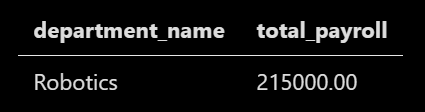 department_name total_payroll
Robotics 215000.00